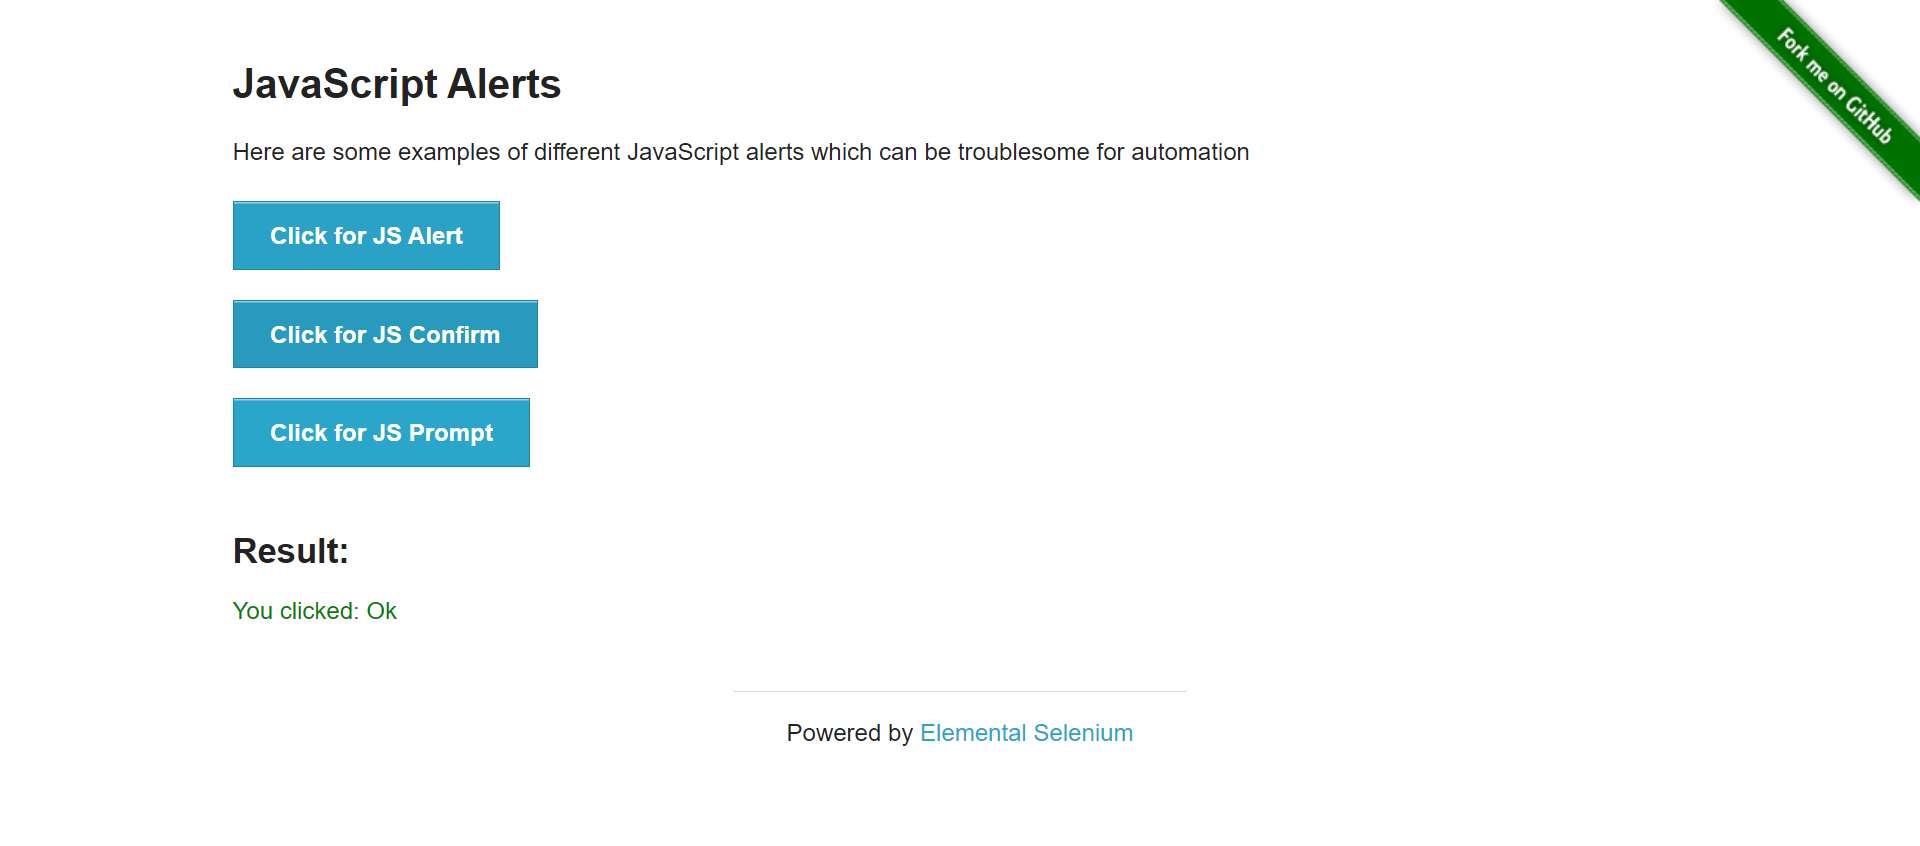 JavaScript Alerts
Fork me on GitHub
Here are some examples of different JavaScript alerts which can be troublesome for automation
Click for JS Alert
Click for JS Confirm
Click for JS Prompt
Result:
You clicked: Ok
Powered by Elemental Selenium